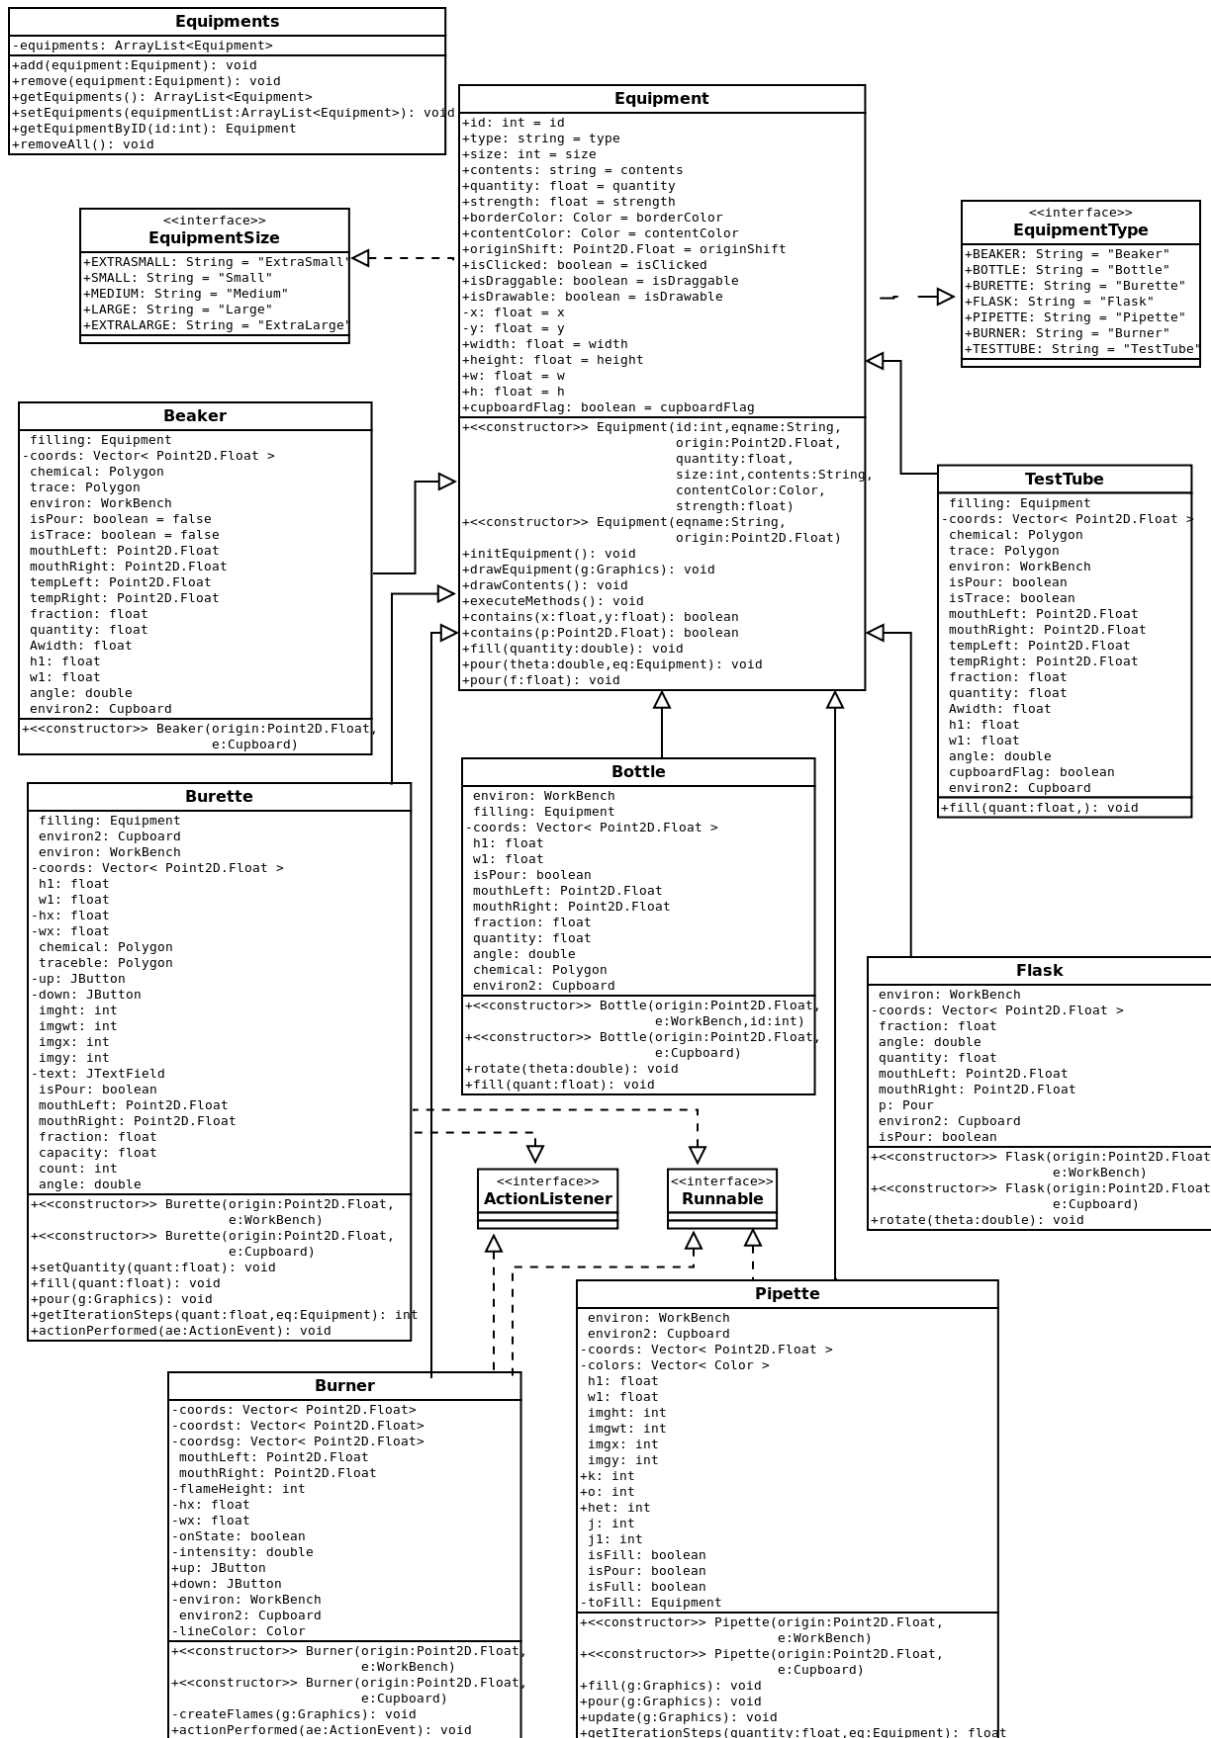 Equipments
-equipments: ArrayList<Equipment>
+add(equipment:Equipment): void
+remove(equipment:Equipment): void
+getEquipments(): ArrayList<Equipment>
+setEquipments(equipmentList:ArrayList<Equipment>): void
+getEquipmentByID(id:int): Equipment
+removeAll(): void
Equipment
+id: int = id
+type: string = type
+size: int = size
+contents: string = contents
+quantity: float = quantity
+strength: float = strength
+borderColor: Color = borderColor
+contentColor: Color = contentColor
+originShift: Point2D.Float = originShift
+isClicked: boolean = isClicked
+isDraggable: boolean = isDraggable
+isDrawable: boolean = isDrawable
-x: float = x
-y: float = y
+width: float = width
+height: float = height
+w: float = w
+h: float = h
+cupboardFlag: boolean = cupboardFlag
+<<constructor>> Equipment(id:int,eqname:String,
origin:Point2D.Float,
quantity:float,
size:int,contents:String,
contentColor:Color,
strength:float)
+<<constructor>> Equipment(eqname:String,
origin:Point2D.Float)
+initEquipment(): void
+drawEquipment(g:Graphics): void
+drawContents(): void
+executeMethods(): void
+contains(x:float,y:float): boolean
+contains(p:Point2D.Float): boolean
+fill(quantity:double): void
+pour(theta:double,eq:Equipment): void
+pour(f:float): void
<<interface>>
EquipmentSize
+EXTRASMALL: String = "ExtraSmall"
+SMALL: String = "Small"
+MEDIUM: String = "Medium"
+LARGE: String = "Large"
+EXTRALARGE: String = "ExtraLarge"
<<interface>>
EquipmentType
+BEAKER: String = "Beaker"
+BOTTLE: String = "Bottle"
+BURETTE: String = "Burette"
+FLASK: String = "Flask"
+PIPETTE: String = "Pipette"
+BURNER: String = "Burner"
+TESTTUBE: String = "TestTube"
Beaker
filling: Equipment
-coords: Vector< Point2D.Float >
chemical: Polygon
trace: Polygon
environ: WorkBench
isPour: boolean = false
isTrace: boolean = false
mouthLeft: Point2D.Float
mouthRight: Point2D.Float
tempLeft: Point2D.Float
tempRight: Point2D.Float
fraction: float
quantity: float
Awidth: float
h1: float
w1: float
angle: double
environ2: Cupboard
+<<constructor>> Beaker(origin:Point2D.Float,
e:Cupboard)
TestTube
filling: Equipment
-coords: Vector< Point2D.Float >
chemical: Polygon
trace: Polygon
environ: WorkBench
isPour: boolean
isTrace: boolean
mouthLeft: Point2D.Float
mouthRight: Point2D.Float
tempLeft: Point2D.Float
tempRight: Point2D.Float
fraction: float
quantity: float
Awidth: float
h1: float
w1: float
angle: double
cupboardFlag: boolean
environ2: Cupboard
+fill(quant:float,): void
Burette
filling: Equipment
environ2: Cupboard
environ: WorkBench
-coords: Vector< Point2D.Float >
h1: float
w1: float
-hx: float
-wx: float
chemical: Polygon
traceble: Polygon
-up: JButton
-down: JButton
imght: int
imgwt: int
imgx: int
imgy: int
-text: JTextField
isPour: boolean
mouthLeft: Point2D.Float
mouthRight: Point2D.Float
fraction: float
capacity: float
count: int
angle: double
+<<constructor>> Burette(origin:Point2D.Float,
e:WorkBench)
+<<constructor>> Burette(origin:Point2D.Float,
e:Cupboard)
+setQuantity(quant:float): void
+fill(quant:float): void
+pour(g:Graphics): void
+getIterationSteps(quant:float,eq:Equipment): int
+actionPerformed(ae:ActionEvent): void
Bottle
environ: WorkBench
filling: Equipment
-coords: Vector< Point2D.Float >
h1: float
w1: float
isPour: boolean
mouthLeft: Point2D.Float
mouthRight: Point2D.Float
fraction: float
quantity: float
angle: double
chemical: Polygon
environ2: Cupboard
+<<constructor>> Bottle(origin:Point2D.Float,
e:WorkBench,id:int)
+<<constructor>> Bottle(origin:Point2D.Float,
e:Cupboard)
+rotate(theta:double): void
+fill(quant:float): void
Flask
environ: WorkBench
-coords: Vector< Point2D.Float >
fraction: float
angle: double
quantity: float
mouthLeft: Point2D.Float
mouthRight: Point2D.Float
p: Pour
environ2: Cupboard
isPour: boolean
+<<constructor>> Flask(origin:Point2D.Float
e:WorkBench)
+<<constructor>> Flask(origin:Point2D.Float
e:Cupboard)
+rotate(theta:double): void
<<interface>>
ActionListener
<<interface>>
Runnable
Burner
-coords: Vector< Point2D.Float>
-coordst: Vector< Point2D.Float>
-coordsg: Vector< Point2D.Float>
mouthLeft: Point2D.Float
mouthRight: Point2D.Float
-flameHeight: int
-hx: float
-wx: float
-onState: boolean
-intensity: double
+up: JButton
+down: JButton
-environ: WorkBench
environ2: Cupboard
-lineColor: Color
+<<constructor>> Burner(origin:Point2D.Float,
e:WorkBench)
+<<constructor>> Burner(origin:Point2D.Float,
e:Cupboard)
-createFlames(g:Graphics): void
+actionPerformed(ae:ActionEvent): void
Pipette
environ: WorkBench
environ2: Cupboard
-coords: Vector< Point2D.Float >
-colors: Vector< Color >
h1: float
w1: float
imght: int
imgwt: int
imgx: int
imgy: int
+k: int
+o: int
+het: int
j: int
j1: int
isFill: boolean
isPour: boolean
isFull: boolean
-toFill: Equipment
+<<constructor>> Pipette(origin:Point2D.Float,
e:WorkBench)
+<<constructor>> Pipette(origin:Point2D.Float,
e:Cupboard)
+fill(g:Graphics): void
+pour(g:Graphics): void
+update(g:Graphics): void
+getIterationSteps(quantity:float,eq:Equipment): float